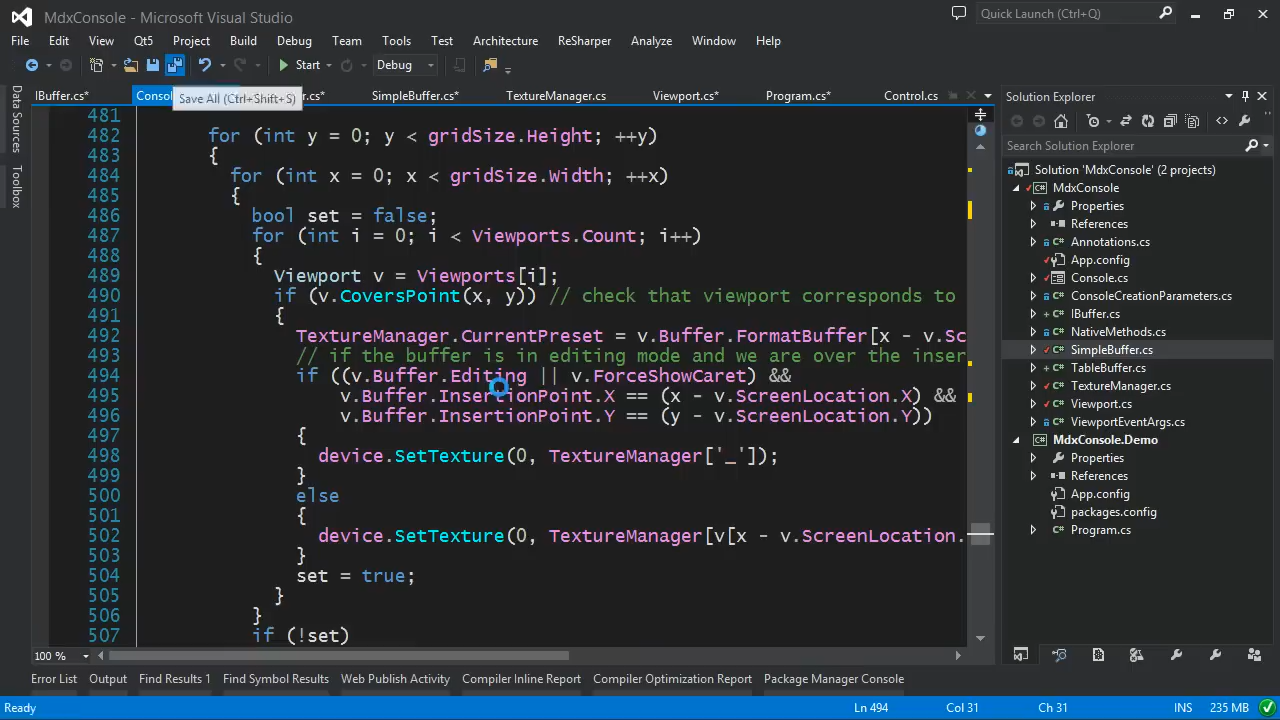 MdxConsole - Microsoft Visual Studio
Quick Launch (Ctrl+Q)
File Edit View Qt5 Project Build Debug Team Tools Test Architecture ReSharper Analyze Window Help
Start Debug
IBuffer.cs* Consol r.cs* SimpleBuffer.cs* TextureManager.cs Viewport.cs* Program.cs* Control.cs
Save All (Ctrl+Shift+S)
Data Sources
Toolbox
481
482 for (int y = 0; y < gridSize.Height; ++y)
483 {
484 for (int x = 0; x < gridSize.Width; ++x)
485 {
486 bool set = false;
487 for (int i = 0; i < Viewports.Count; i++)
488 {
489 Viewport v = Viewports[i];
490 if (v.CoversPoint(x, y)) // check that viewport corresponds to
491 {
492 TextureManager.CurrentPreset = v.Buffer.FormatBuffer[x - v.Sc
493 // if the buffer is in editing mode and we are over the inser
494 if ((v.Buffer.Editing || v.ForceShowCaret) &&
495 v.Buffer.InsertionPoint.X == (x - v.ScreenLocation.X) &&
496 v.Buffer.InsertionPoint.Y == (y - v.ScreenLocation.Y))
497 {
498 device.SetTexture(0, TextureManager['_']);
499 }
500 else
501 {
502 device.SetTexture(0, TextureManager[v[x - v.ScreenLocation.
503 }
504 set = true;
505 }
506 }
507 if (!set)
100 %
Solution Explorer
Search Solution Explorer
Solution 'MdxConsole' (2 projects)
MdxConsole
Properties
References
Annotations.cs
App.config
Console.cs
ConsoleCreationParameters.cs
IBuffer.cs
NativeMethods.cs
SimpleBuffer.cs
TableBuffer.cs
TextureManager.cs
Viewport.cs
ViewportEventArgs.cs
MdxConsole.Demo
Properties
References
App.config
packages.config
Program.cs
Error List Output Find Results 1 Find Symbol Results Web Publish Activity Compiler Inline Report Compiler Optimization Report Package Manager Console
Ready Ln 494 Col 31 Ch 31 INS 235 MB